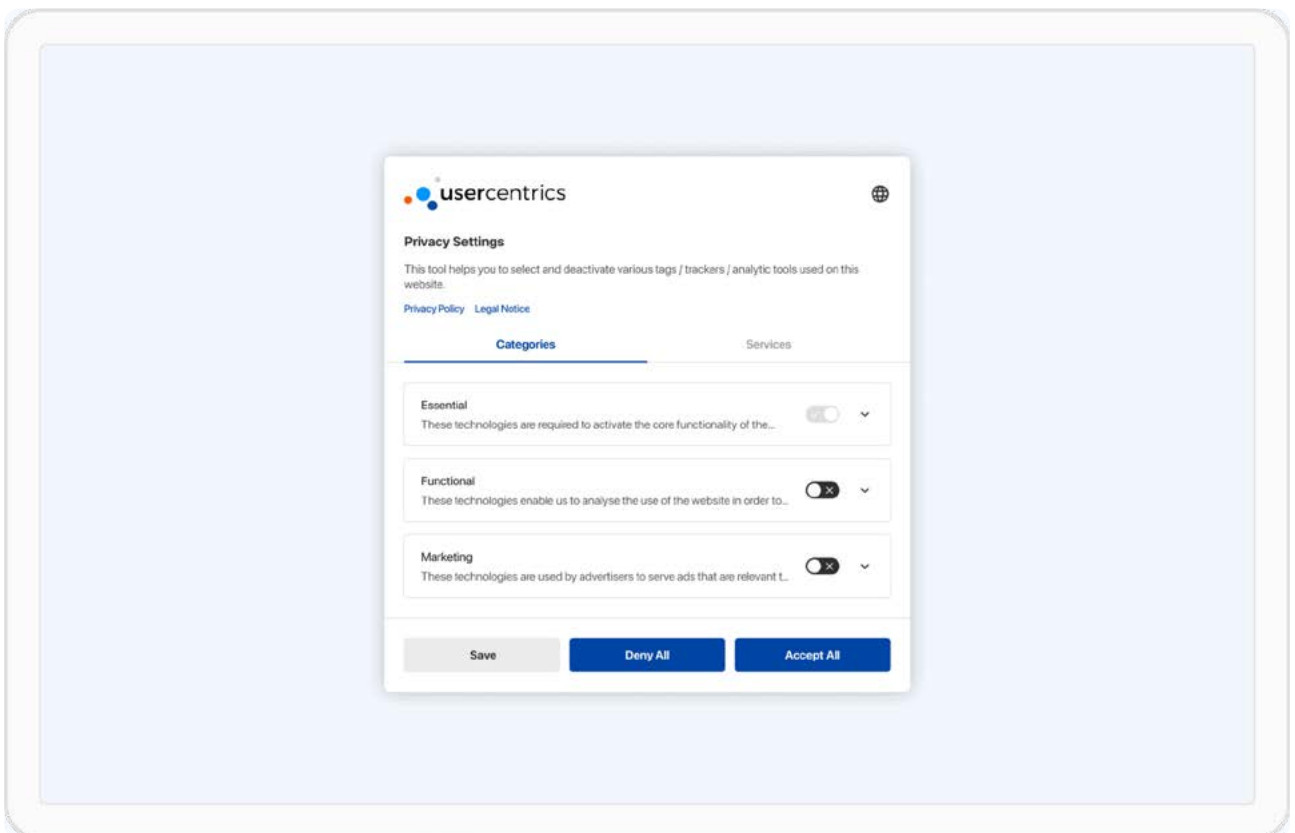 usercentrics
Privacy Settings
This tool helps you to select and deactivate various tags / trackers / analytic tools used on this
website.
Privacy Policy Legal Notice
Categories Services
Essential
These technologies are required to activate the core functionality of the...
Functional
These technologies enable us to analyse the use of the website in order to...
Marketing
These technologies are used by advertisers to serve ads that are relevant t...
Save Deny All Accept All